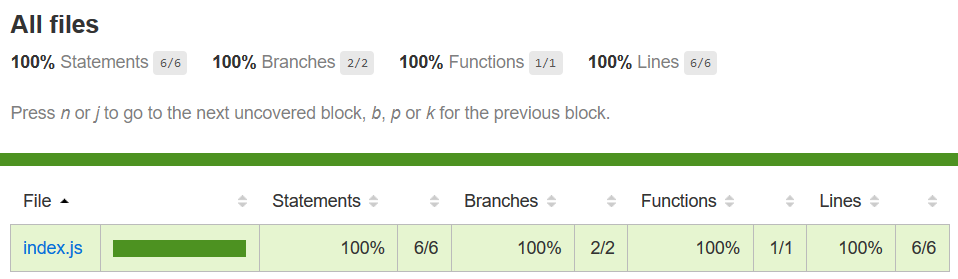 All files
100% Statements 6/6 100% Branches 2/2 100% Functions 1/1 100% Lines 6/6
Press n or j to go to the next uncovered block, b, p or k for the previous block.
File Statements Branches Functions Lines
index.js 100% 6/6 100% 2/2 100% 1/1 100% 6/6